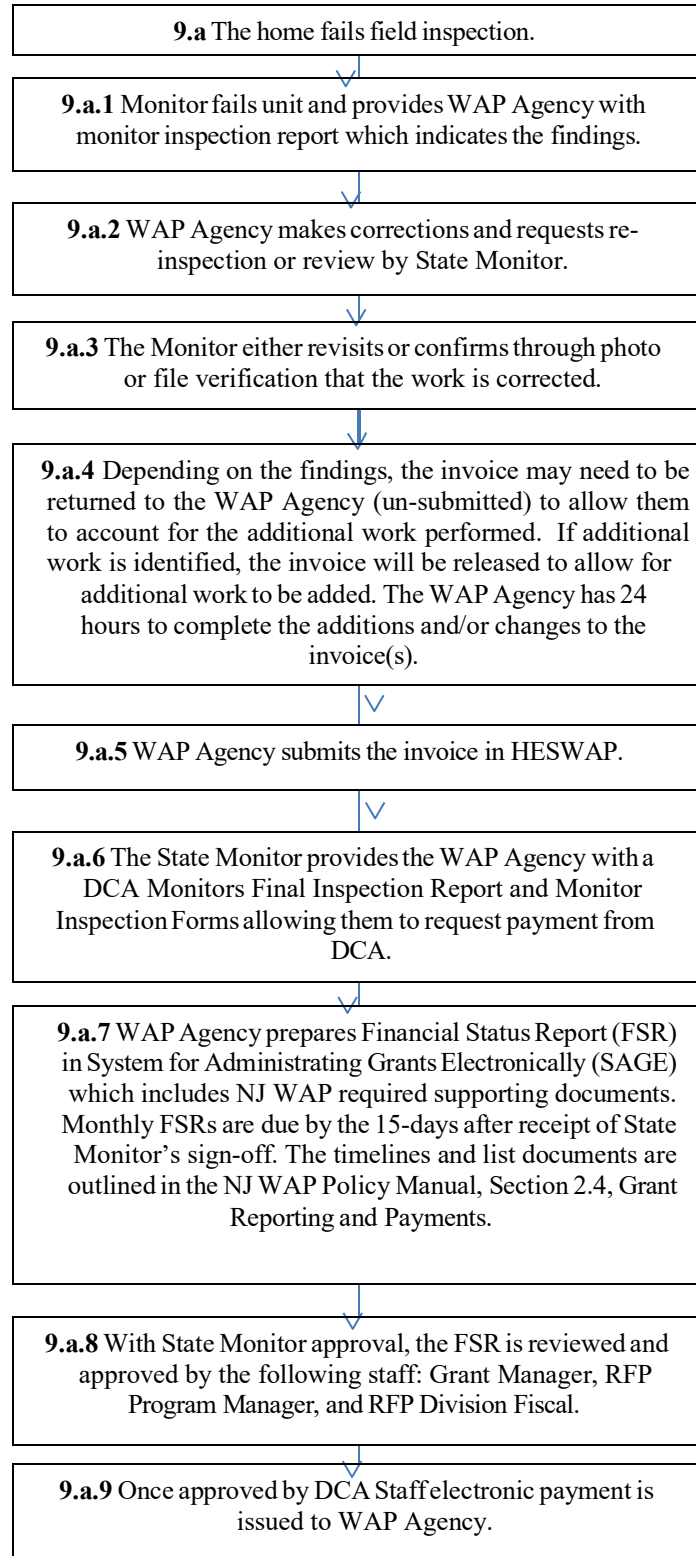 9.a The home fails field inspection.
9.a.1 Monitor fails unit and provides WAP Agency with
monitor inspection report which indicates the findings.
9.a.2 WAP Agency makes corrections and requests re-
inspection or review by State Monitor.
9.a.3 The Monitor either revisits or confirms through photo
or file verification that the work is corrected.
9.a.4 Depending on the findings, the invoice may need to be
returned to the WAP Agency (un-submitted) to allow them
to account for the additional work performed. If additional
work is identified, the invoice will be released to allow for
additional work to be added. The WAP Agency has 24
hours to complete the additions and/or changes to the
invoice(s).
9.a.5 WAP Agency submits the invoice in HESWAP.
9.a.6 The State Monitor provides the WAP Agency with a
DCA Monitors Final Inspection Report and Monitor
Inspection Forms allowing them to request payment from
DCA.
9.a.7 WAP Agency prepares Financial Status Report (FSR)
in System for Administrating Grants Electronically (SAGE)
which includes NJ WAP required supporting documents.
Monthly FSRs are due by the 15-days after receipt of State
Monitor’s sign-off. The timelines and list documents are
outlined in the NJ WAP Policy Manual, Section 2.4, Grant
Reporting and Payments.
9.a.8 With State Monitor approval, the FSR is reviewed and
approved by the following staff: Grant Manager, RFP
Program Manager, and RFP Division Fiscal.
9.a.9 Once approved by DCA Staff electronic payment is
issued to WAP Agency.